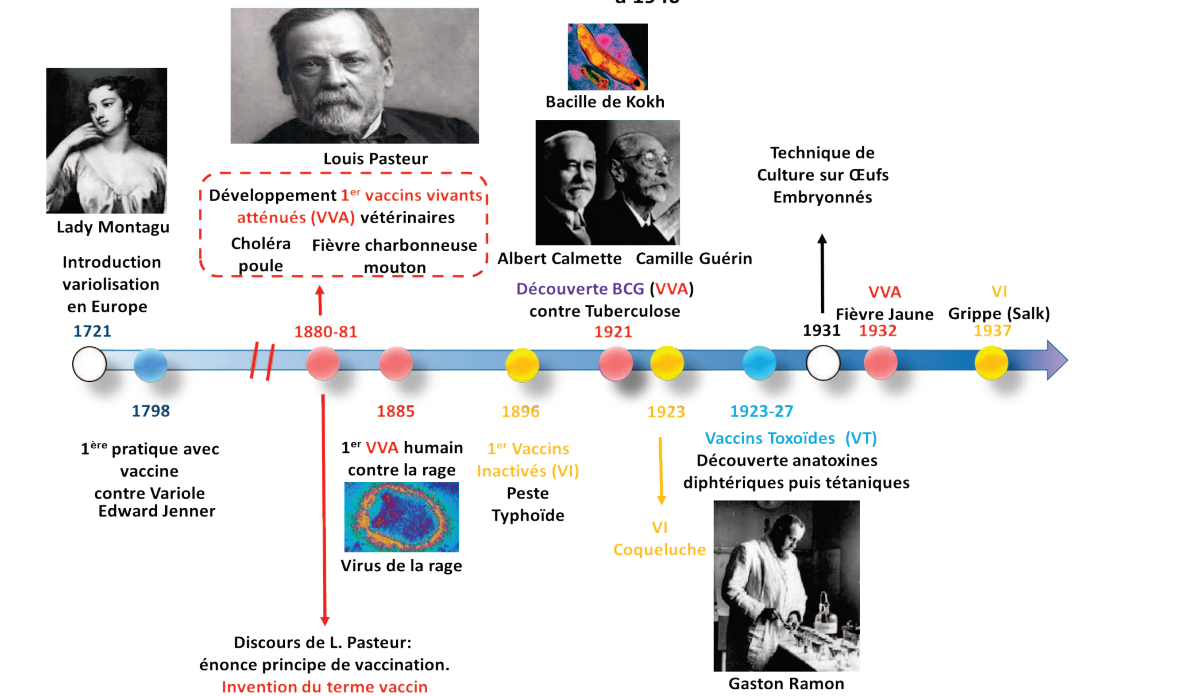 à 1940
Louis Pasteur
Développement 1er vaccins vivants
atténués (VVA) vétérinaires
Choléra
poule
Fièvre charbonneuse
mouton
Lady Montagu
Introduction
variolisation
en Europe
Bacille de Kokh
Albert Calmette Camille Guérin
Découverte BCG (VVA)
contre Tuberculose
Technique de
Culture sur Œufs
Embryonnés
VVA
Fièvre Jaune
VI
Grippe (Salk)
1721
1880-81
1921
1931
1932
1937
1798
1885
1896
1923
1923-27
1ère pratique avec
vaccine
contre Variole
Edward Jenner
1er VVA humain
contre la rage
Virus de la rage
1er Vaccins
Inactivés (VI)
Peste
Typhoïde
VI
Coqueluche
Vaccins Toxoïdes (VT)
Découverte anatoxines
diphtériques puis tétaniques
Gaston Ramon
Discours de L. Pasteur:
énonce principe de vaccination.
Invention du terme vaccin